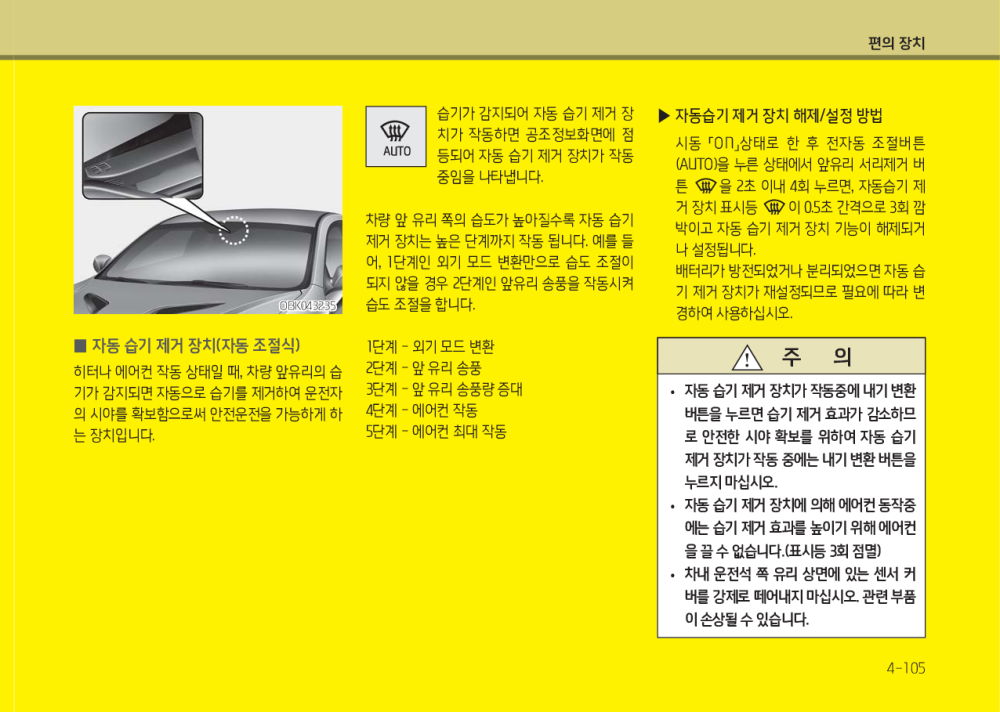 편의 장치
OBK043235
■ 자동 습기 제거 장치(자동 조절식)
히터나 에어컨 작동 상태일 때, 차량 앞유리의 습
기가 감지되면 자동으로 습기를 제거하여 운전자
의 시야를 확보함으로써 안전운전을 가능하게 하
는 장치입니다.
AUTO
습기가 감지되어 자동 습기 제거 장
치가 작동하면 공조정보화면에 점
등되어 자동 습기 제거 장치가 작동
중임을 나타냅니다.
차량 앞 유리 쪽의 습도가 높아질수록 자동 습기
제거 장치는 높은 단계까지 작동 됩니다. 예를 들
어, 1단계인 외기 모드 변환만으로 습도 조절이
되지 않을 경우 2단계인 앞유리 송풍을 작동시켜
습도 조절을 합니다.
1단계 - 외기 모드 변환
2단계 - 앞 유리 송풍
3단계 - 앞 유리 송풍량 증대
4단계 - 에어컨 작동
5단계 - 에어컨 최대 작동
▶ 자동습기 제거 장치 해제/설정 방법
시동 「ON」상태로 한 후 전자동 조절버튼
(AUTO)을 누른 상태에서 앞유리 서리제거 버
튼 을 2초 이내 4회 누르면, 자동습기 제
거 장치 표시등 이 0.5초 간격으로 3회 깜
박이고 자동 습기 제거 장치 기능이 해제되거
나 설정됩니다.
배터리가 방전되었거나 분리되었으면 자동 습
기 제거 장치가 재설정되므로 필요에 따라 변
경하여 사용하십시오.
주 의
• 자동 습기 제거 장치가 작동중에 내기 변환
버튼을 누르면 습기 제거 효과가 감소하므
로 안전한 시야 확보를 위하여 자동 습기
제거 장치가 작동 중에는 내기 변환 버튼을
누르지 마십시오.
• 자동 습기 제거 장치에 의해 에어컨 동작중
에는 습기 제거 효과를 높이기 위해 에어컨
을 끌 수 없습니다.(표시등 3회 점멸)
• 차내 운전석 쪽 유리 상면에 있는 센서 커
버를 강제로 떼어내지 마십시오. 관련 부품
이 손상될 수 있습니다.
4-105